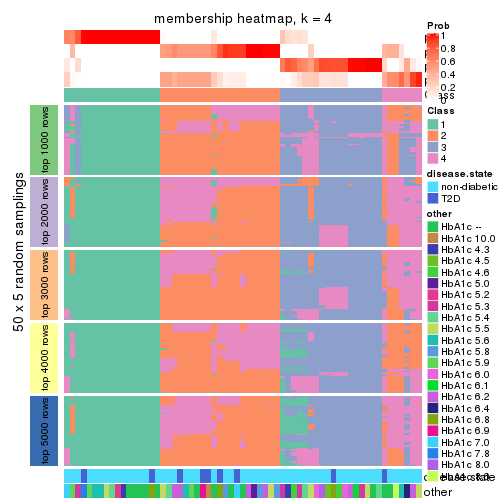 membership heatmap, k = 4
Prob
1
0.8
0.6
0.4
0.2
0
Class
1
2
3
4
disease.state
non-diabetic
T2D
other
HbA1c --
HbA1c 10.0
HbA1c 4.3
HbA1c 4.5
HbA1c 4.6
HbA1c 5.0
HbA1c 5.2
HbA1c 5.3
HbA1c 5.4
HbA1c 5.5
HbA1c 5.6
HbA1c 5.8
HbA1c 5.9
HbA1c 6.0
HbA1c 6.1
HbA1c 6.2
HbA1c 6.4
HbA1c 6.8
HbA1c 6.9
HbA1c 7.0
HbA1c 7.8
HbA1c 8.0
disease.state
other
50 x 5 random samplings
top 1000 rows
top 2000 rows
top 3000 rows
top 4000 rows
top 5000 rows